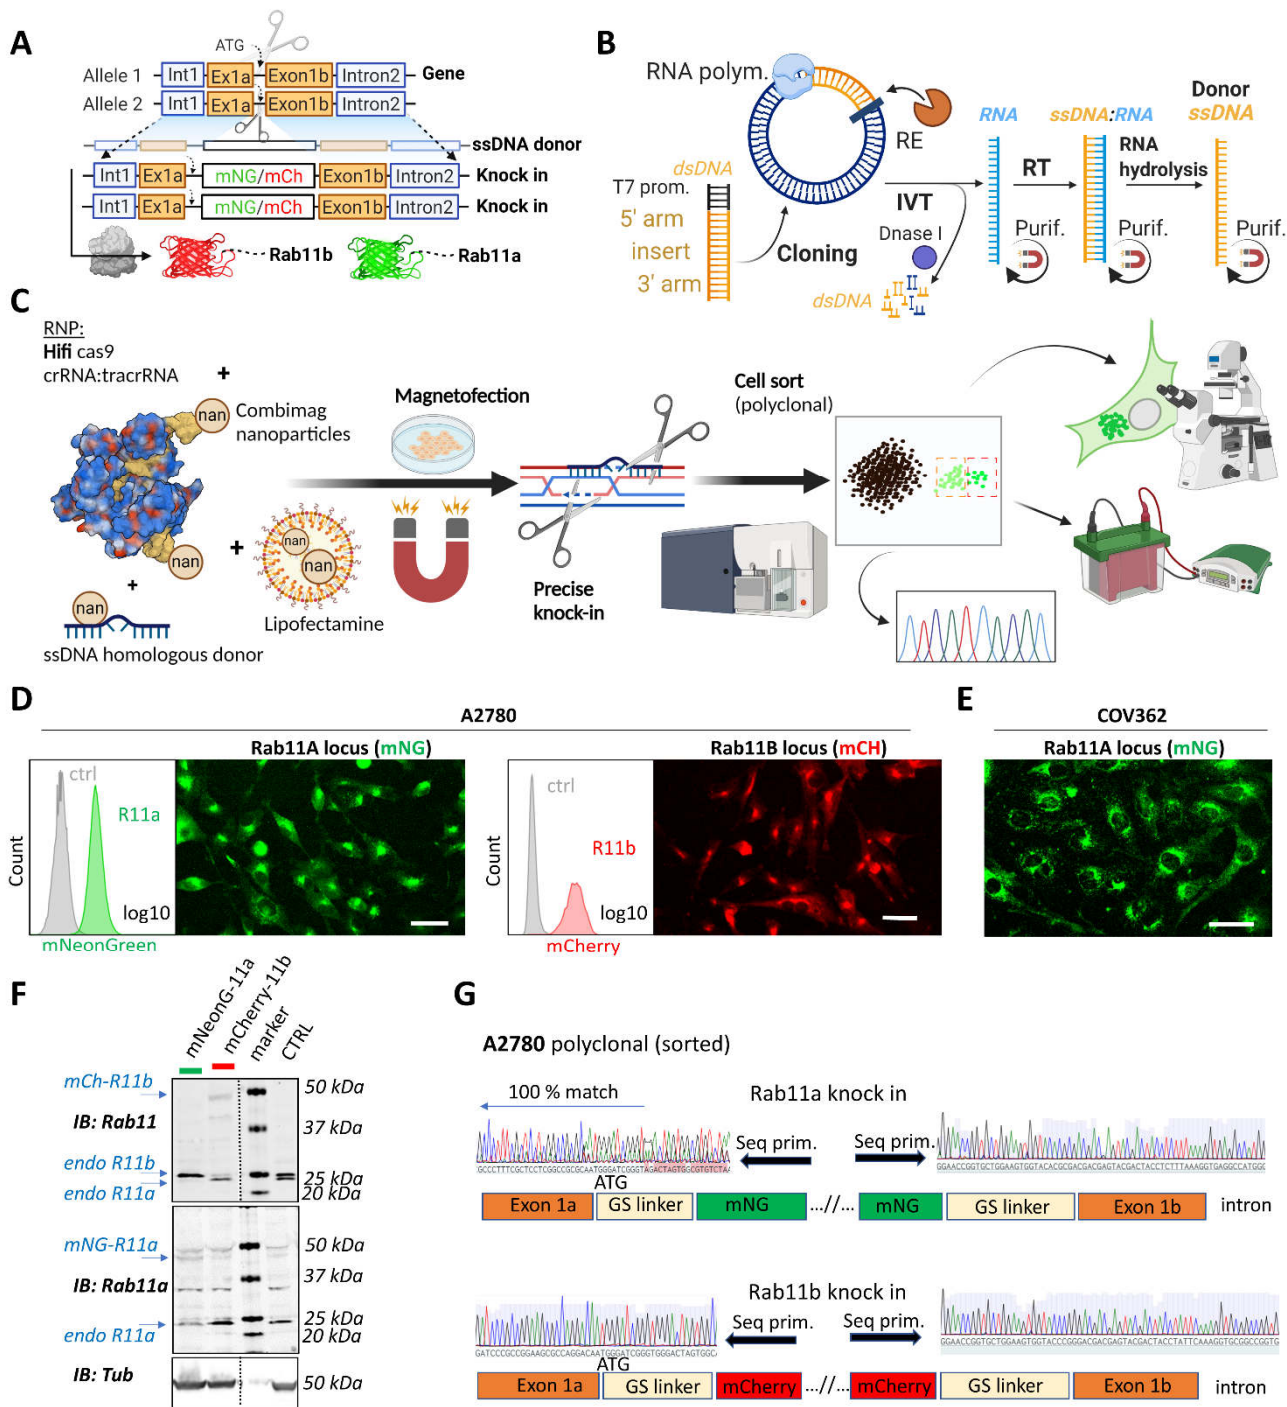 A
ATG
Allele 1
Int1
Ex1a
Exon1b
Intron2
Gene
Allele 2
Int1
Ex1a
Exon1b
Intron2
ssDNA donor
Int1
Ex1a
mNG/mCh
Exon1b
Intron2
Knock in
Int1
Ex1a
mNG/mCh
Exon1b
Intron2
Knock in
Rab11b
Rab11a
B
RNA polym.
RE
dsDNA
T7 prom.
5' arm
insert
3' arm
Cloning
IVT
Dnase I
dsDNA
RNA
RT
ssDNA:RNA
RNA
hydrolysis
Donor
ssDNA
Purif.
Purif.
Purif.
C
RNP:
Hifi cas9
crRNA:tracrRNA
+
nan
Combimag
nanoparticles
nan
+
+
nan
ssDNA homologous donor
nan
nan
Lipofectamine
Magnetofection
Precise
knock-in
Cell sort
(polyclonal)
D
A2780
Rab11A locus (mNG)
ctrl
R11a
Count
log10
mNeonGreen
Rab11B locus (mCH)
ctrl
R11b
Count
log10
mCherry
E
COV362
Rab11A locus (mNG)
F
mNeonG-11a
mCherry-11b
marker
CTRL
mCh-R11b
50 kDa
IB: Rab11
37 kDa
endo R11b
25 kDa
endo R11a
20 kDa
mNG-R11a
50 kDa
IB: Rab11a
37 kDa
25 kDa
endo R11a
20 kDa
IB: Tub
50 kDa
G
A2780 polyclonal (sorted)
100 % match
Rab11a knock in
Seq prim.
Seq prim.
GCCCTTTCGCTCCTCGGCCGCGCAATGGGATCGGGTAGACTAGTGGCGTGTCTA
GGAACCGGTGCTGGAAGTGGTACACGCGACGACGAGTACGACTACCTCTTTAAAGGTGAGGCCATGGC
ATG
Exon 1a
GS linker
mNG
...//...
mNG
GS linker
Exon 1b
intron
Rab11b knock in
Seq prim.
Seq prim.
GATCCCGCCGGAAGCGCCAGGACAATGGGATCGGGTGGGACTAGTGGC
GGAACCGGTGCTGGAAGTGGTACCCGGGACGACGAGTACGACTACCTATTCAAAGGTGCGGCCGGTG
ATG
Exon 1a
GS linker
mCherry
...//...
mCherry
GS linker
Exon 1b
intron